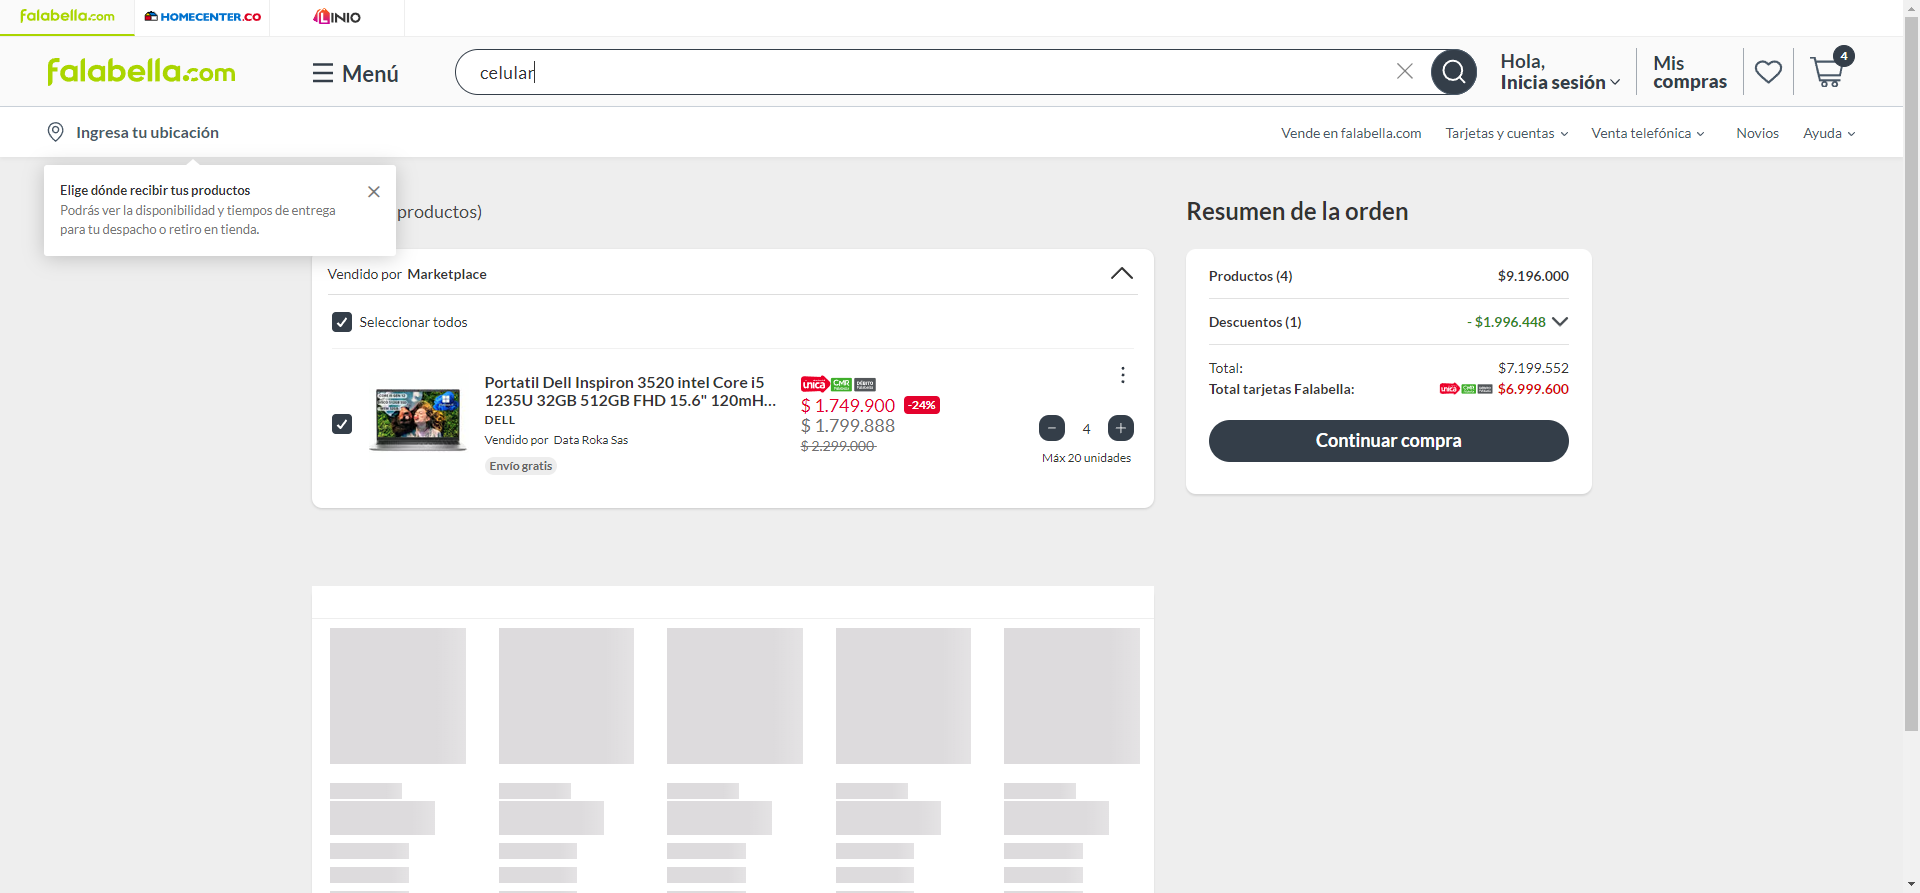 falabella.com
HOMECENTER.CO
LINIO
falabella.com
Menú
celular
Hola,
Inicia sesión
Mis
compras
4
Ingresa tu ubicación
Vende en falabella.com
Tarjetas y cuentas
Venta telefónica
Novios
Ayuda
Elige dónde recibir tus productos
Podrás ver la disponibilidad y tiempos de entrega
para tu despacho o retiro en tienda.
productos)
Resumen de la orden
Vendido por Marketplace
Seleccionar todos
Portatil Dell Inspiron 3520 intel Core i5
1235U 32GB 512GB FHD 15.6" 120mH...
DELL
Vendido por Data Roka Sas
Envío gratis
única CMR DÉBITO
$ 1.749.900 -24%
$ 1.799.888
$ 2.299.000
4
Máx 20 unidades
Productos (4) $9.196.000
Descuentos (1) - $1.996.448
Total: $7.199.552
Total tarjetas Falabella: única CMR $6.999.600
Continuar compra